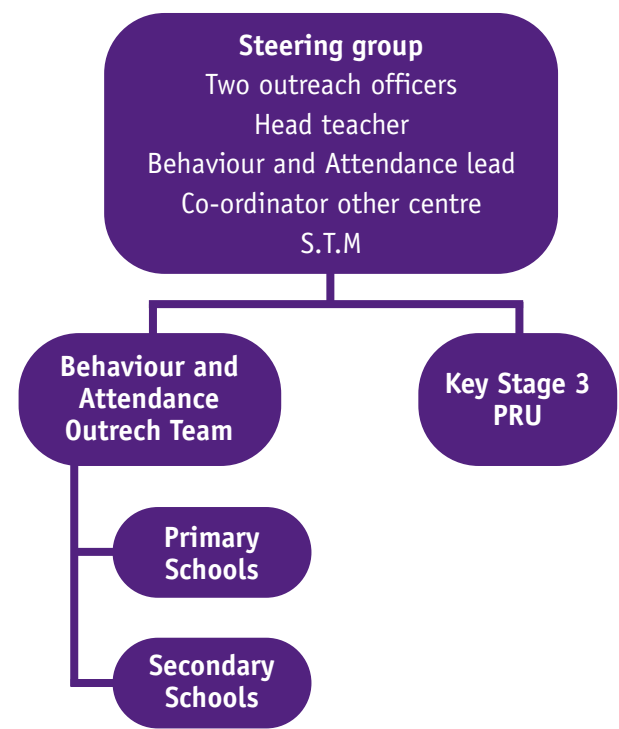 Steering group
Two outreach officers
Head teacher
Behaviour and Attendance lead
Co-ordinator other centre
S.T.M
Behaviour and
Attendance
Outrech Team
Key Stage 3
PRU
Primary
Schools
Secondary
Schools